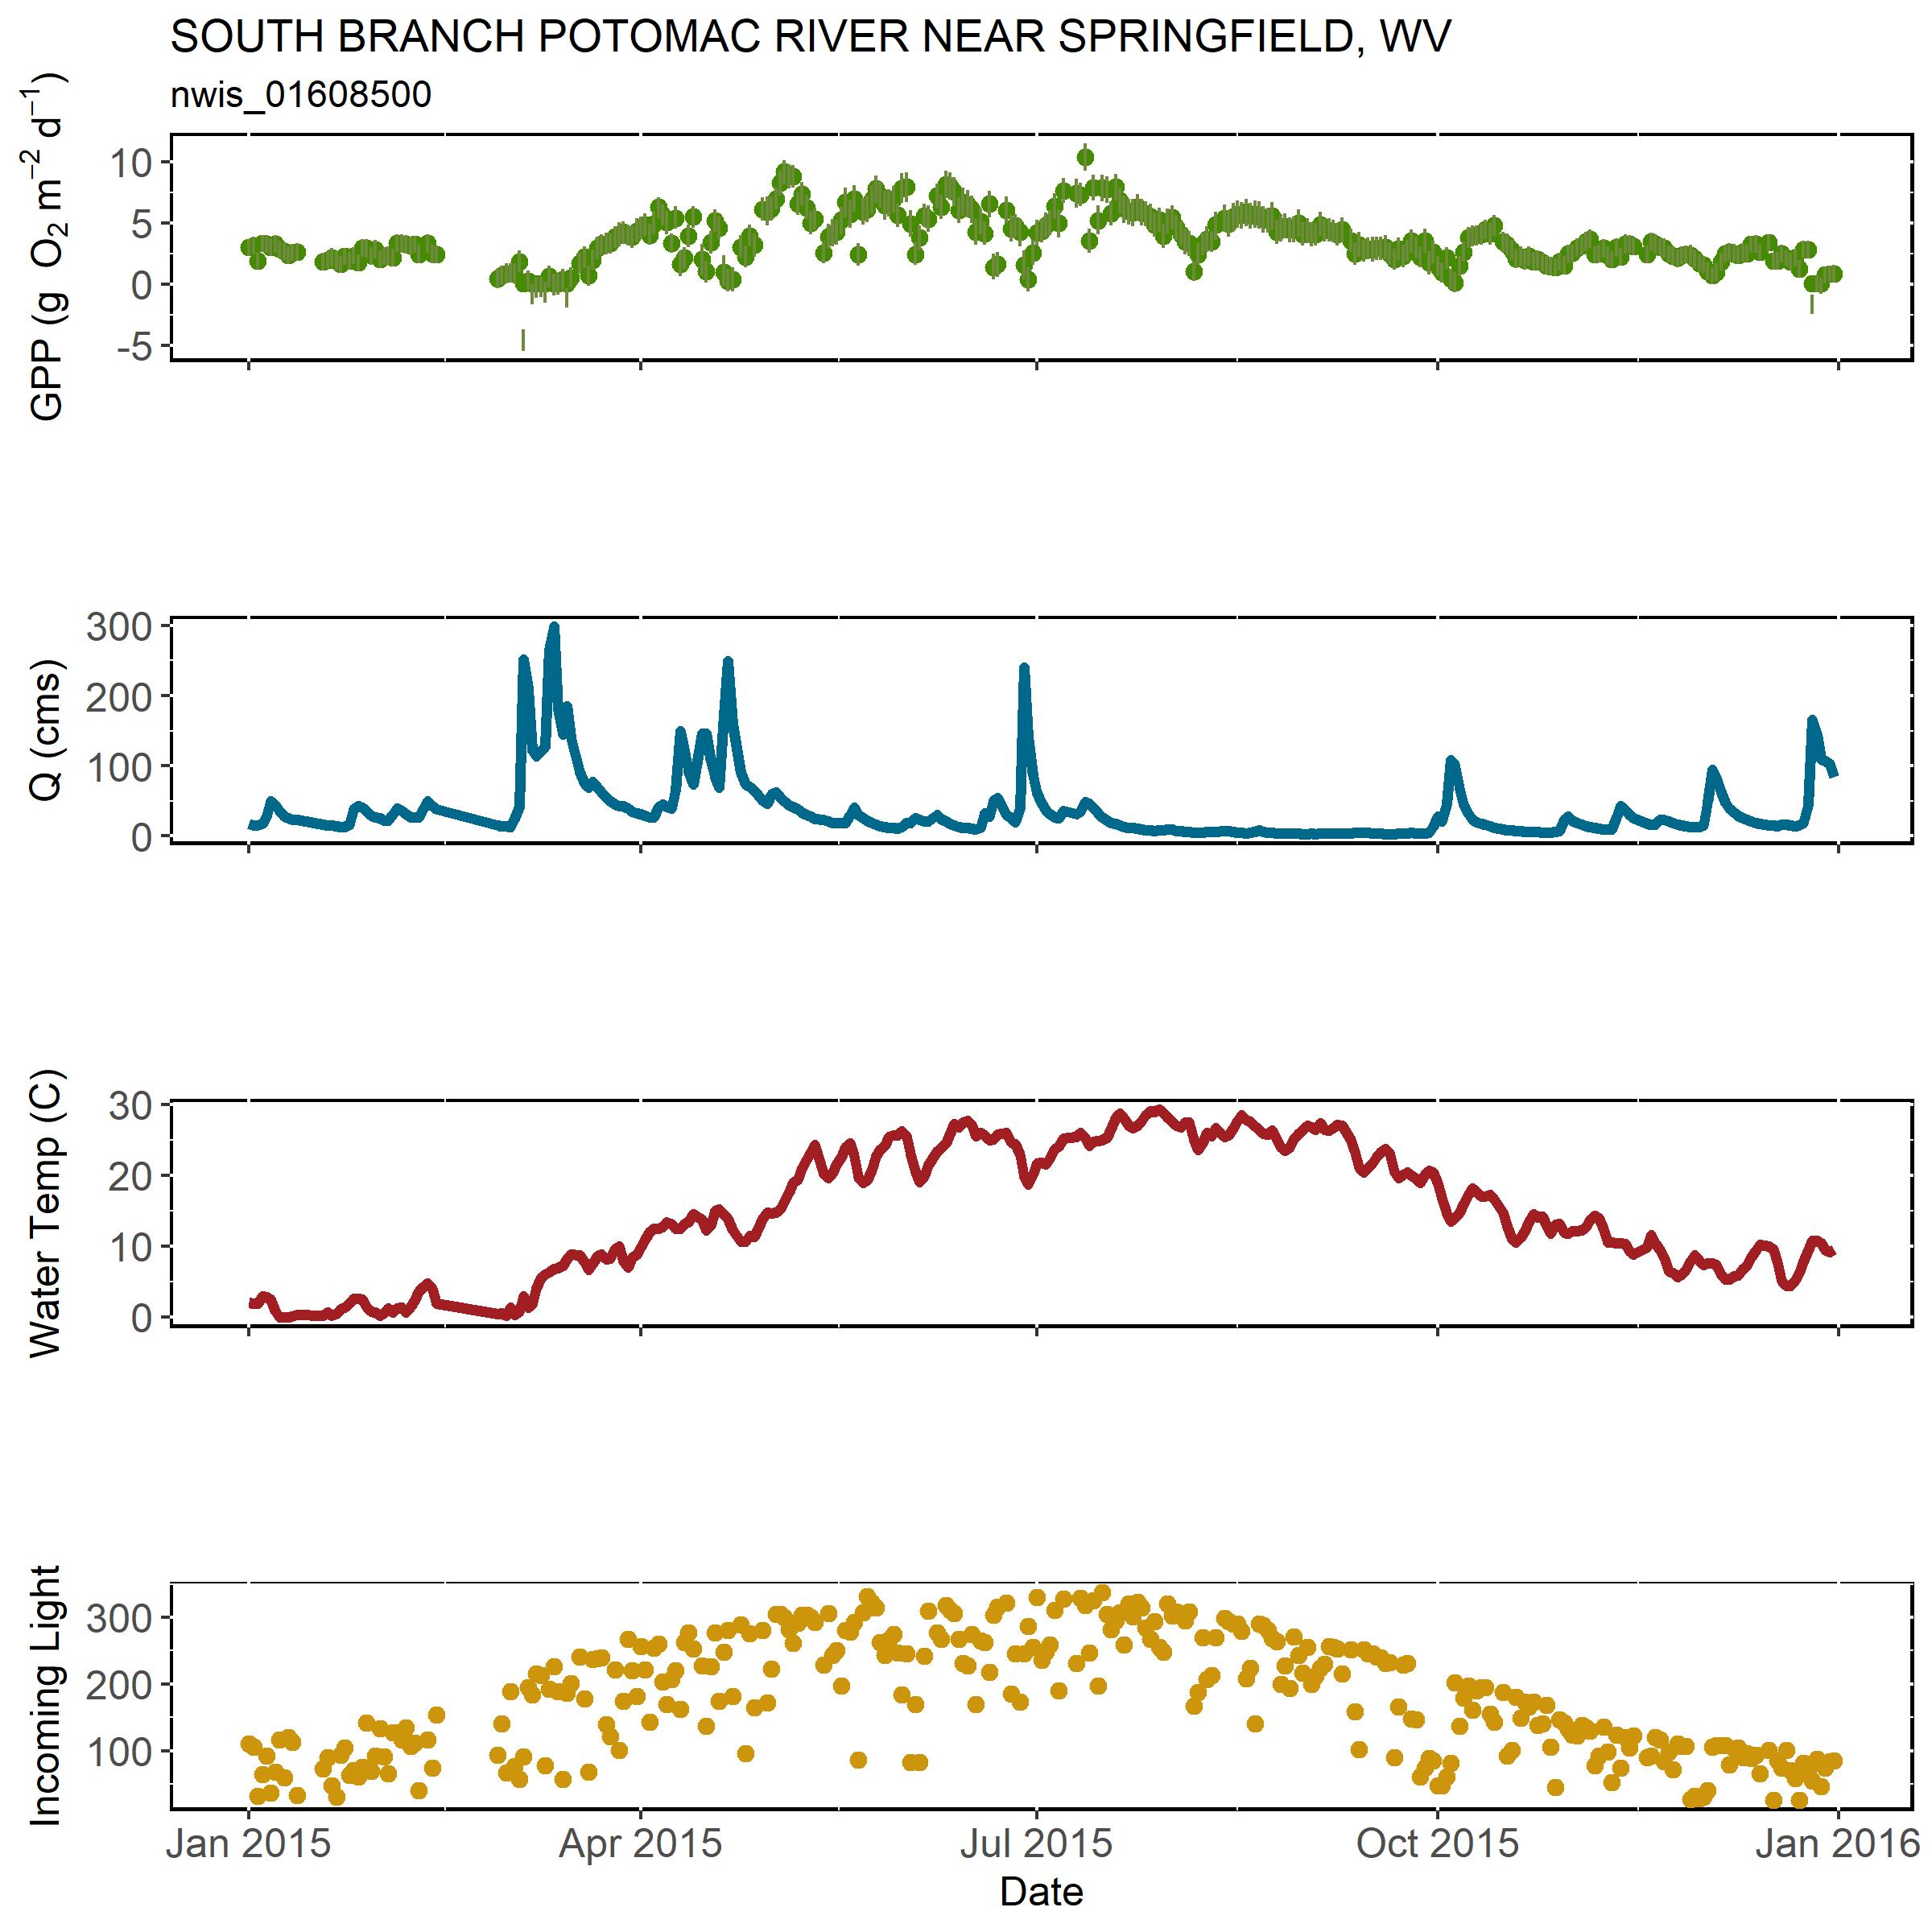 SOUTH BRANCH POTOMAC RIVER NEAR SPRINGFIELD, WV
nwis_01608500
GPP (g O₂ m⁻² d⁻¹)
10
5
0
-5
Q (cms)
300
200
100
0
Water Temp (C)
30
20
10
0
Incoming Light
300
200
100
Jan 2015 Apr 2015 Jul 2015 Oct 2015 Jan 2016
Date